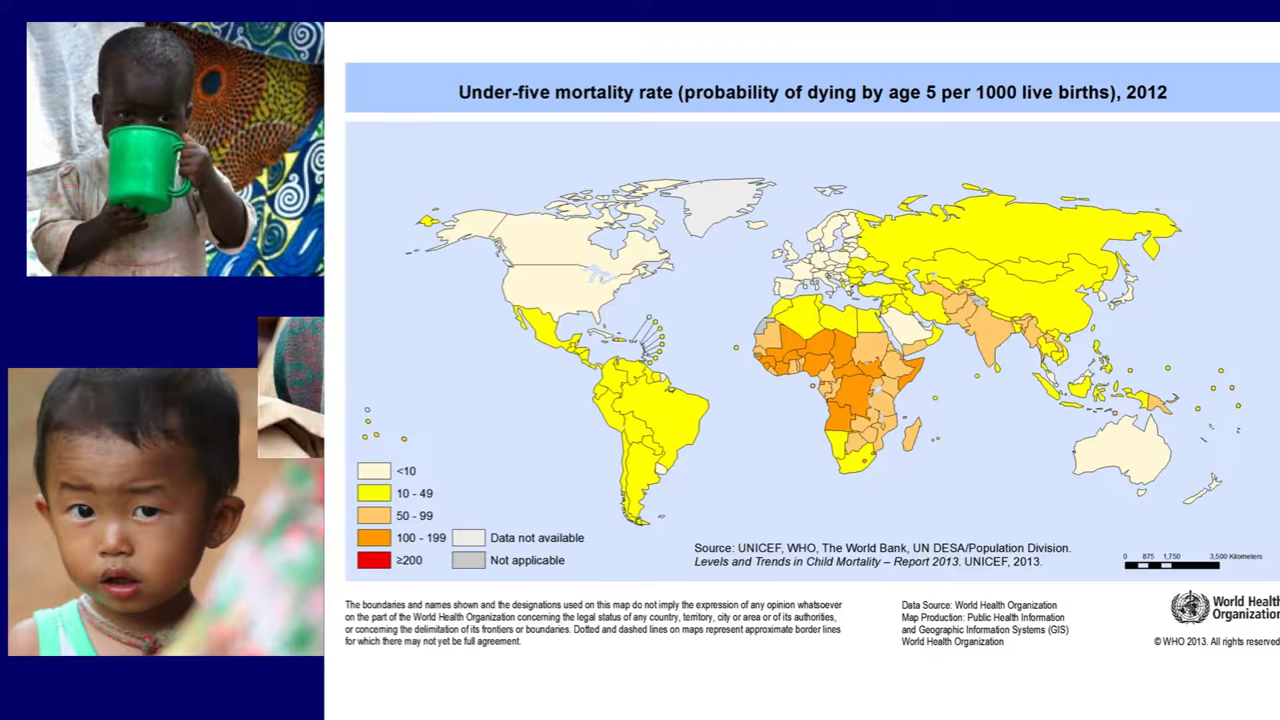 Under-five mortality rate (probability of dying by age 5 per 1000 live births), 2012
<10
10 - 49
50 - 99
100 - 199
≥200
Data not available
Not applicable
Source: UNICEF, WHO, The World Bank, UN DESA/Population Division.
Levels and Trends in Child Mortality – Report 2013. UNICEF, 2013.
0 875 1,750 3,500 Kilometers
The boundaries and names shown and the designations used on this map do not imply the expression of any opinion whatsoever
on the part of the World Health Organization concerning the legal status of any country, territory, city or area or of its authorities,
or concerning the delimitation of its frontiers or boundaries. Dotted and dashed lines on maps represent approximate border lines
for which there may not yet be full agreement.
Data Source: World Health Organization
Map Production: Public Health Information
and Geographic Information Systems (GIS)
World Health Organization
World Health
Organization
© WHO 2013. All rights reserved